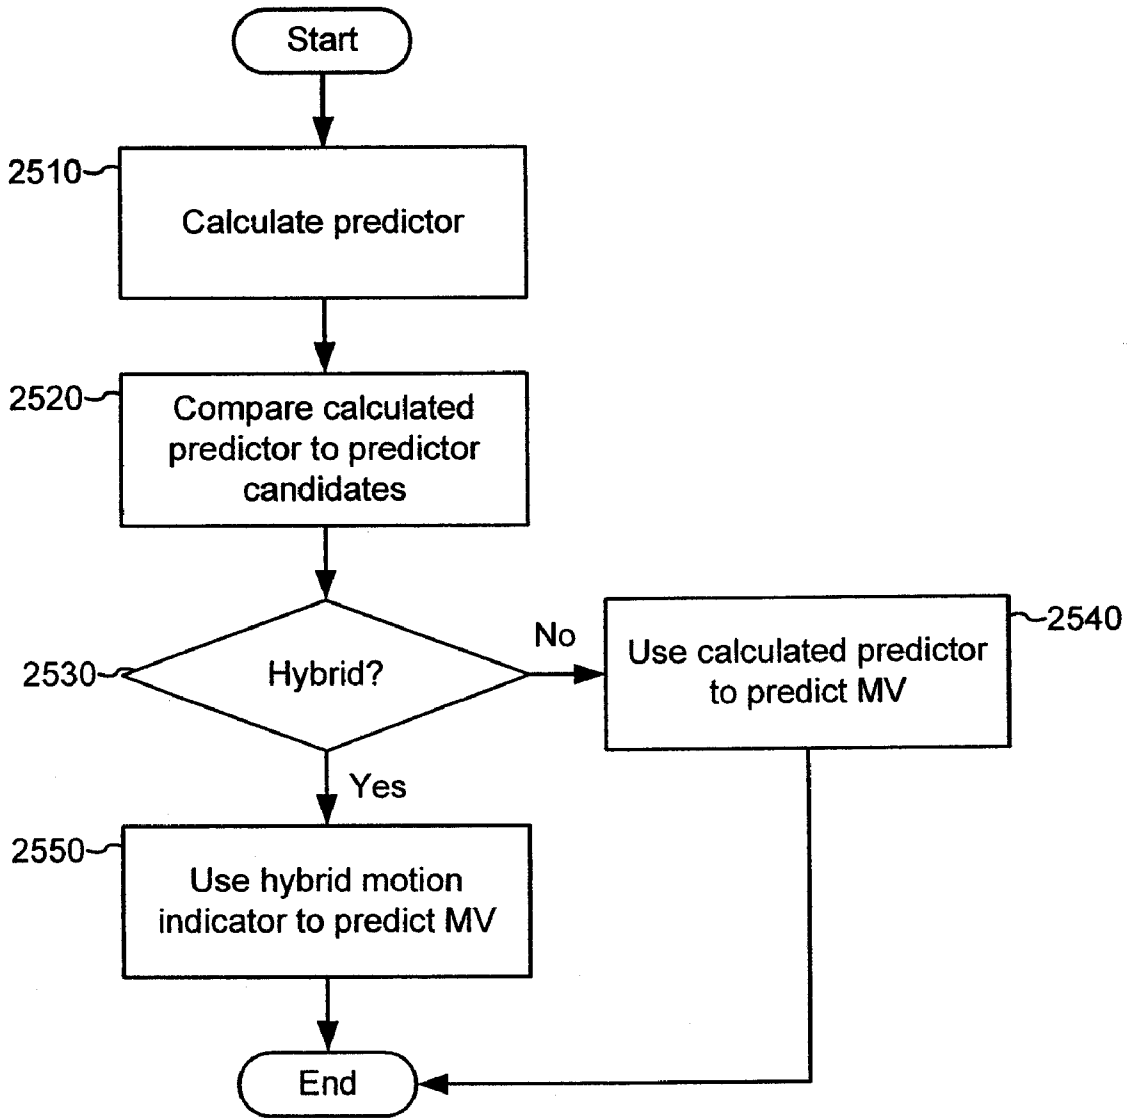 Start
2510
Calculate predictor
2520
Compare calculated
predictor to predictor
candidates
2530
Hybrid?
No
2540
Use calculated predictor
to predict MV
Yes
2550
Use hybrid motion
indicator to predict MV
End